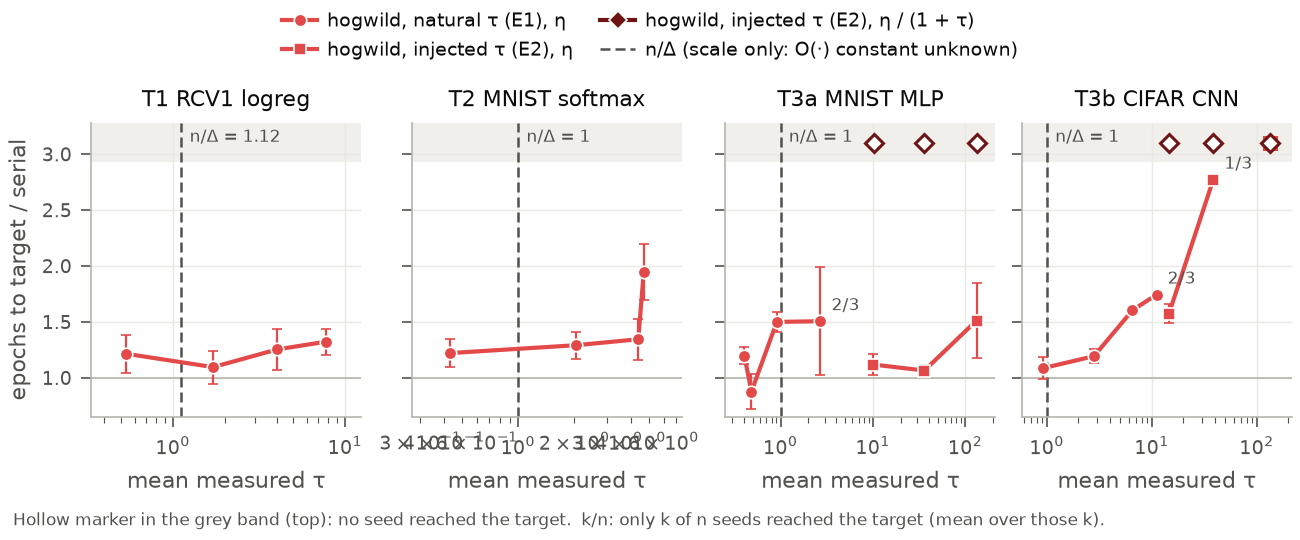 hogwild, natural τ (E1), η
hogwild, injected τ (E2), η
hogwild, injected τ (E2), η / (1 + τ)
n/Δ (scale only: O(·) constant unknown)
T1 RCV1 logreg
T2 MNIST softmax
T3a MNIST MLP
T3b CIFAR CNN
epochs to target / serial
3.0
2.5
2.0
1.5
1.0
n/Δ = 1.12
n/Δ = 1
n/Δ = 1
n/Δ = 1
2/3
2/3
1/3
10⁰ 10¹
10⁰
10⁰ 10¹ 10²
10⁰ 10¹ 10²
mean measured τ
mean measured τ
mean measured τ
mean measured τ
Hollow marker in the grey band (top): no seed reached the target. k/n: only k of n seeds reached the target (mean over those k).